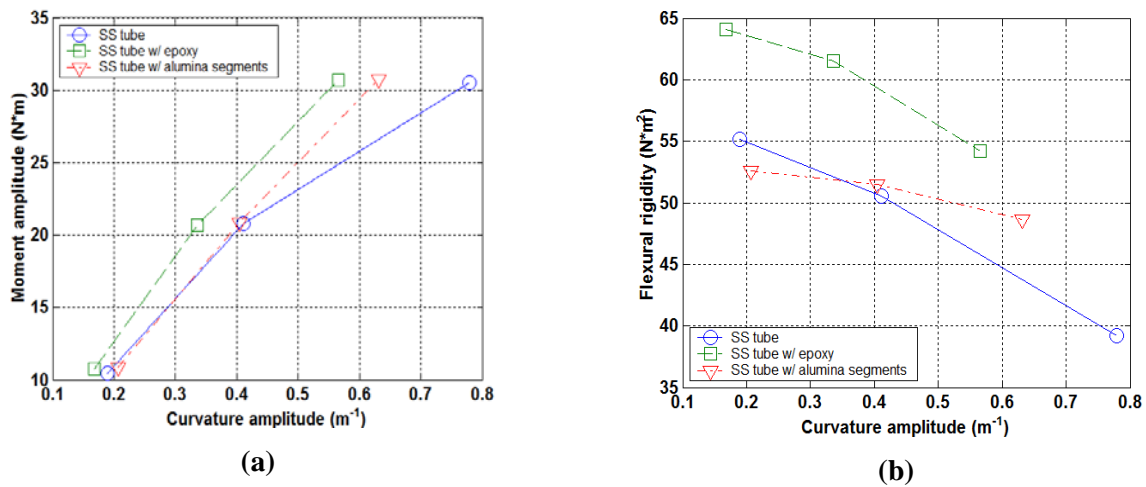 35
30
25
20
15
10
Moment amplitude (N*m)
SS tube
SS tube w/ epoxy
SS tube w/ alumina segments
0.1 0.2 0.3 0.4 0.5 0.6 0.7 0.8
Curvature amplitude (m⁻¹)
(a)
65
60
55
50
45
40
35
Flexural rigidity (N*m²)
SS tube
SS tube w/ epoxy
SS tube w/ alumina segments
0.1 0.2 0.3 0.4 0.5 0.6 0.7 0.8
Curvature amplitude (m⁻¹)
(b)